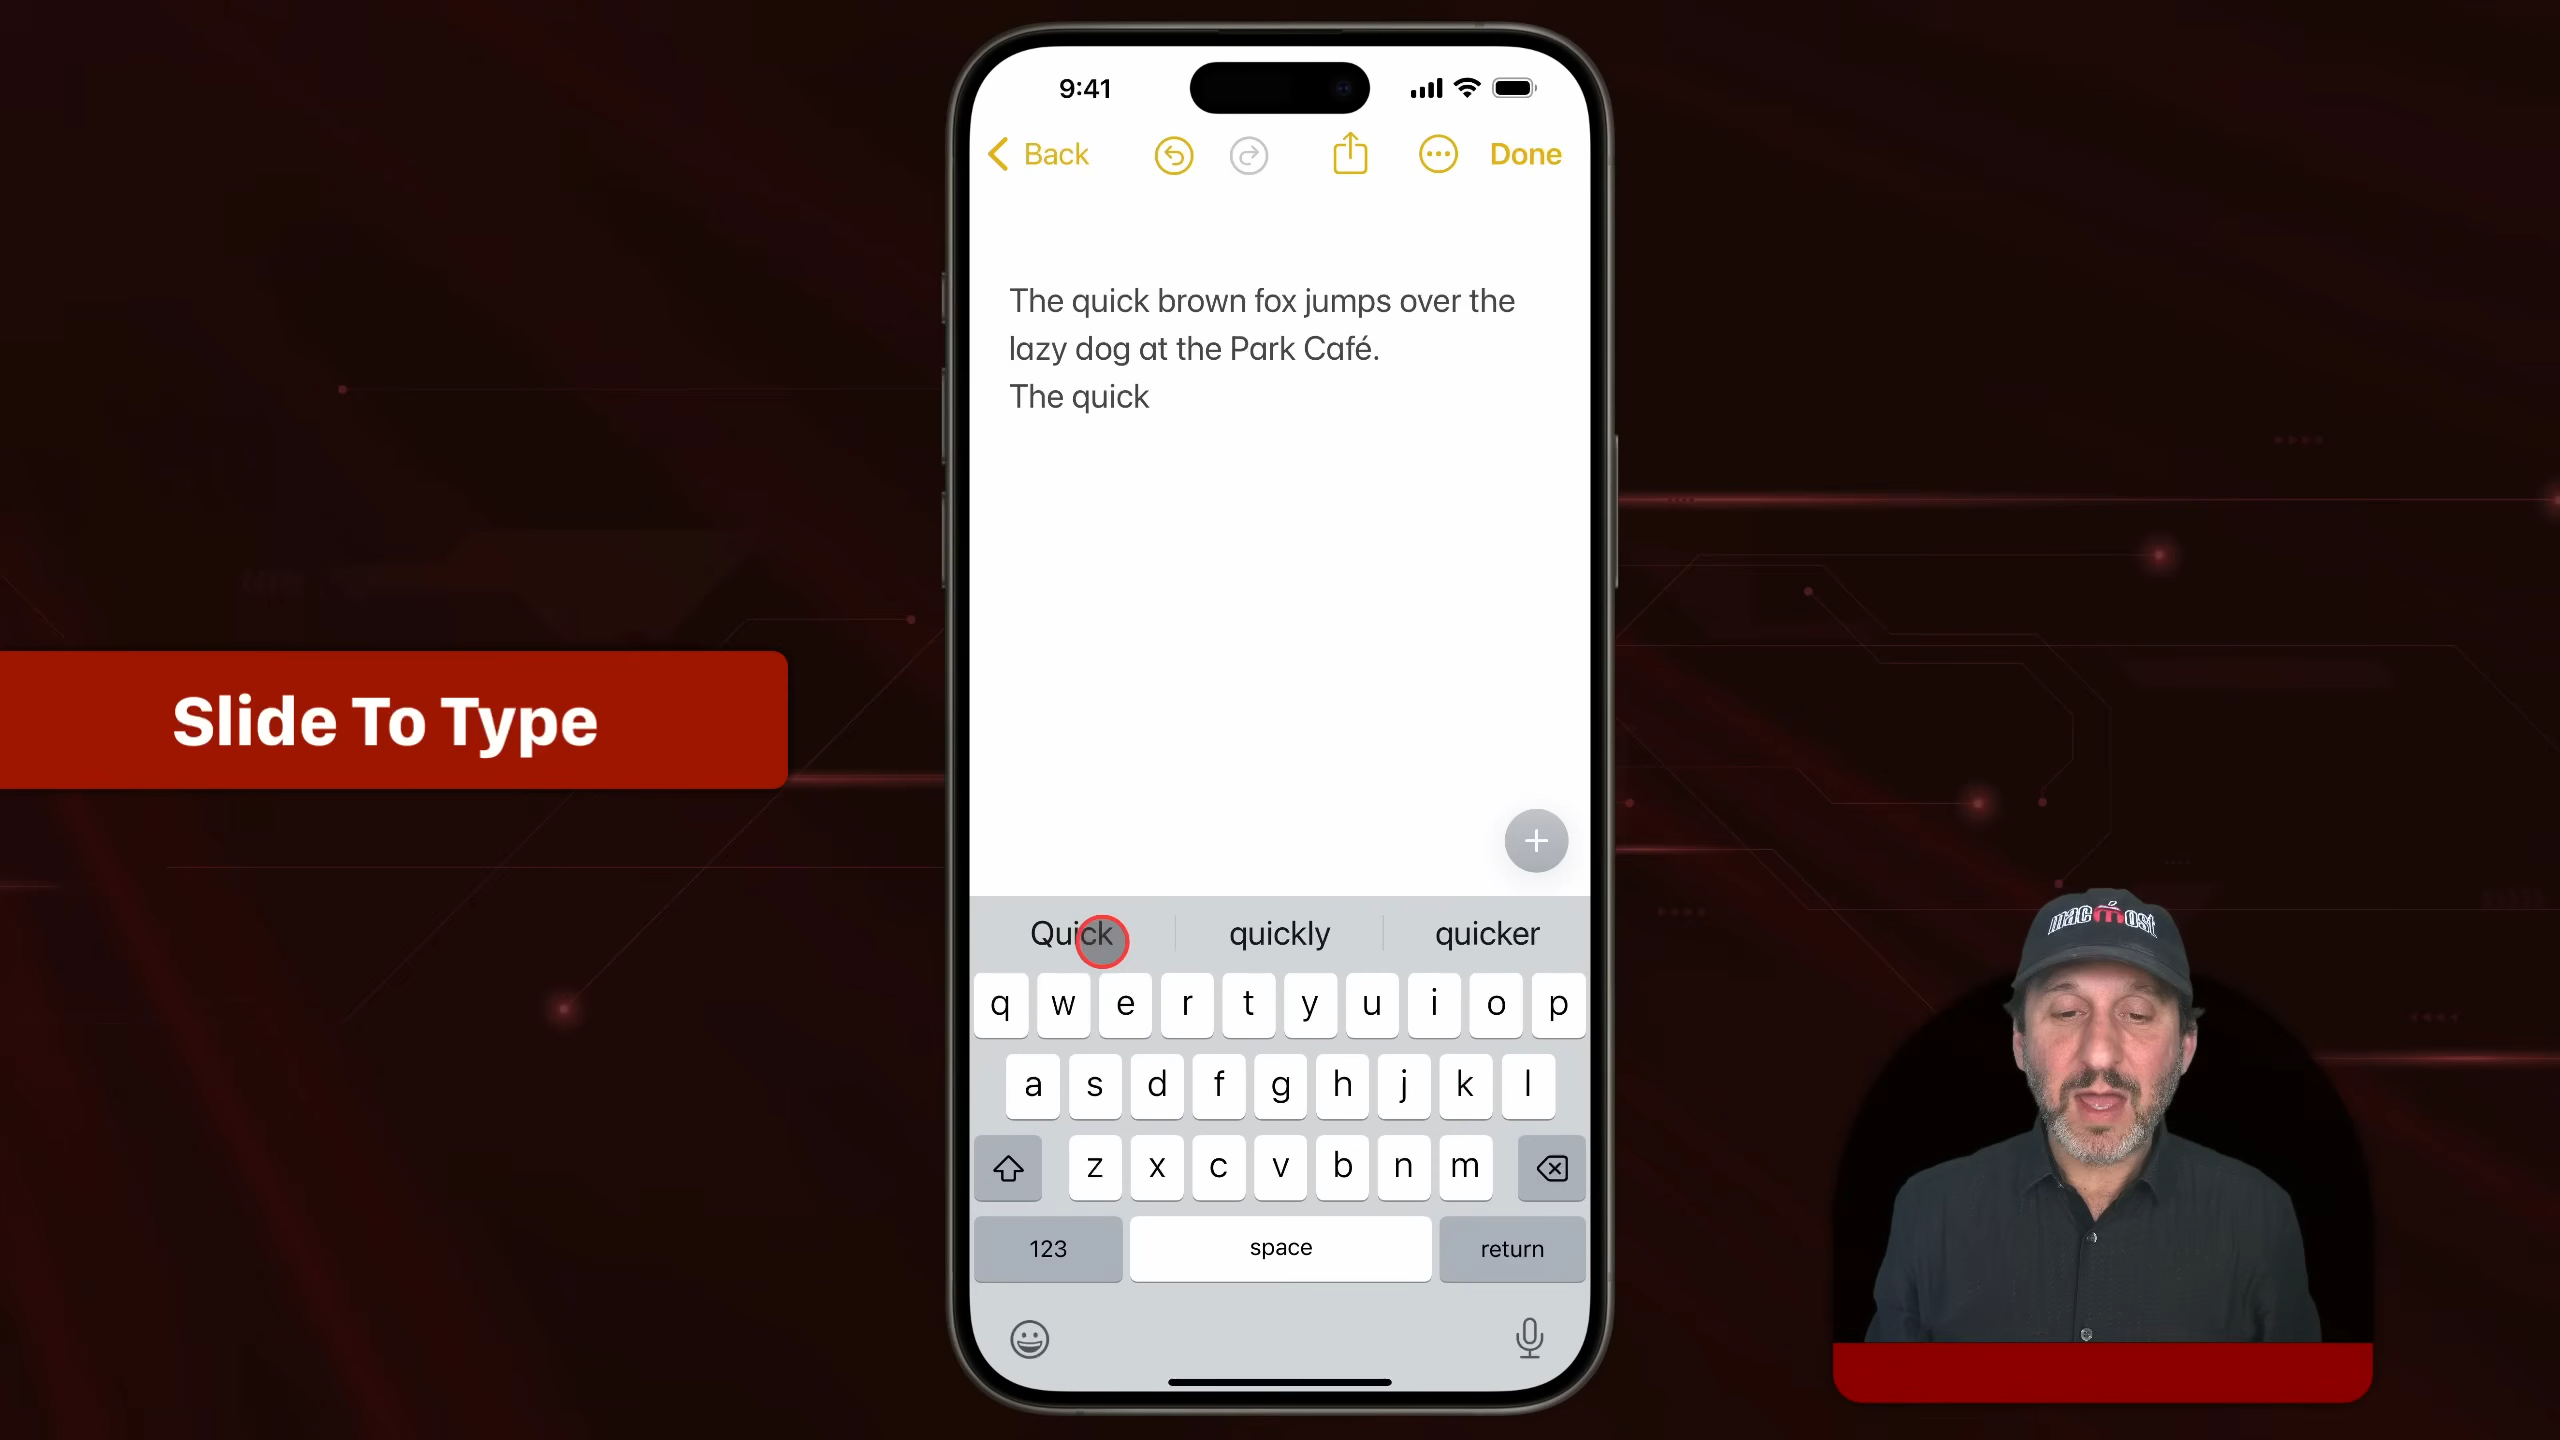 9:41
Back
Done
The quick brown fox jumps over the
lazy dog at the Park Café.
The quick
Slide To Type
Quick quickly quicker
q w e r t y u i o p
a s d f g h j k l
z x c v b n m
123 space return
macmost